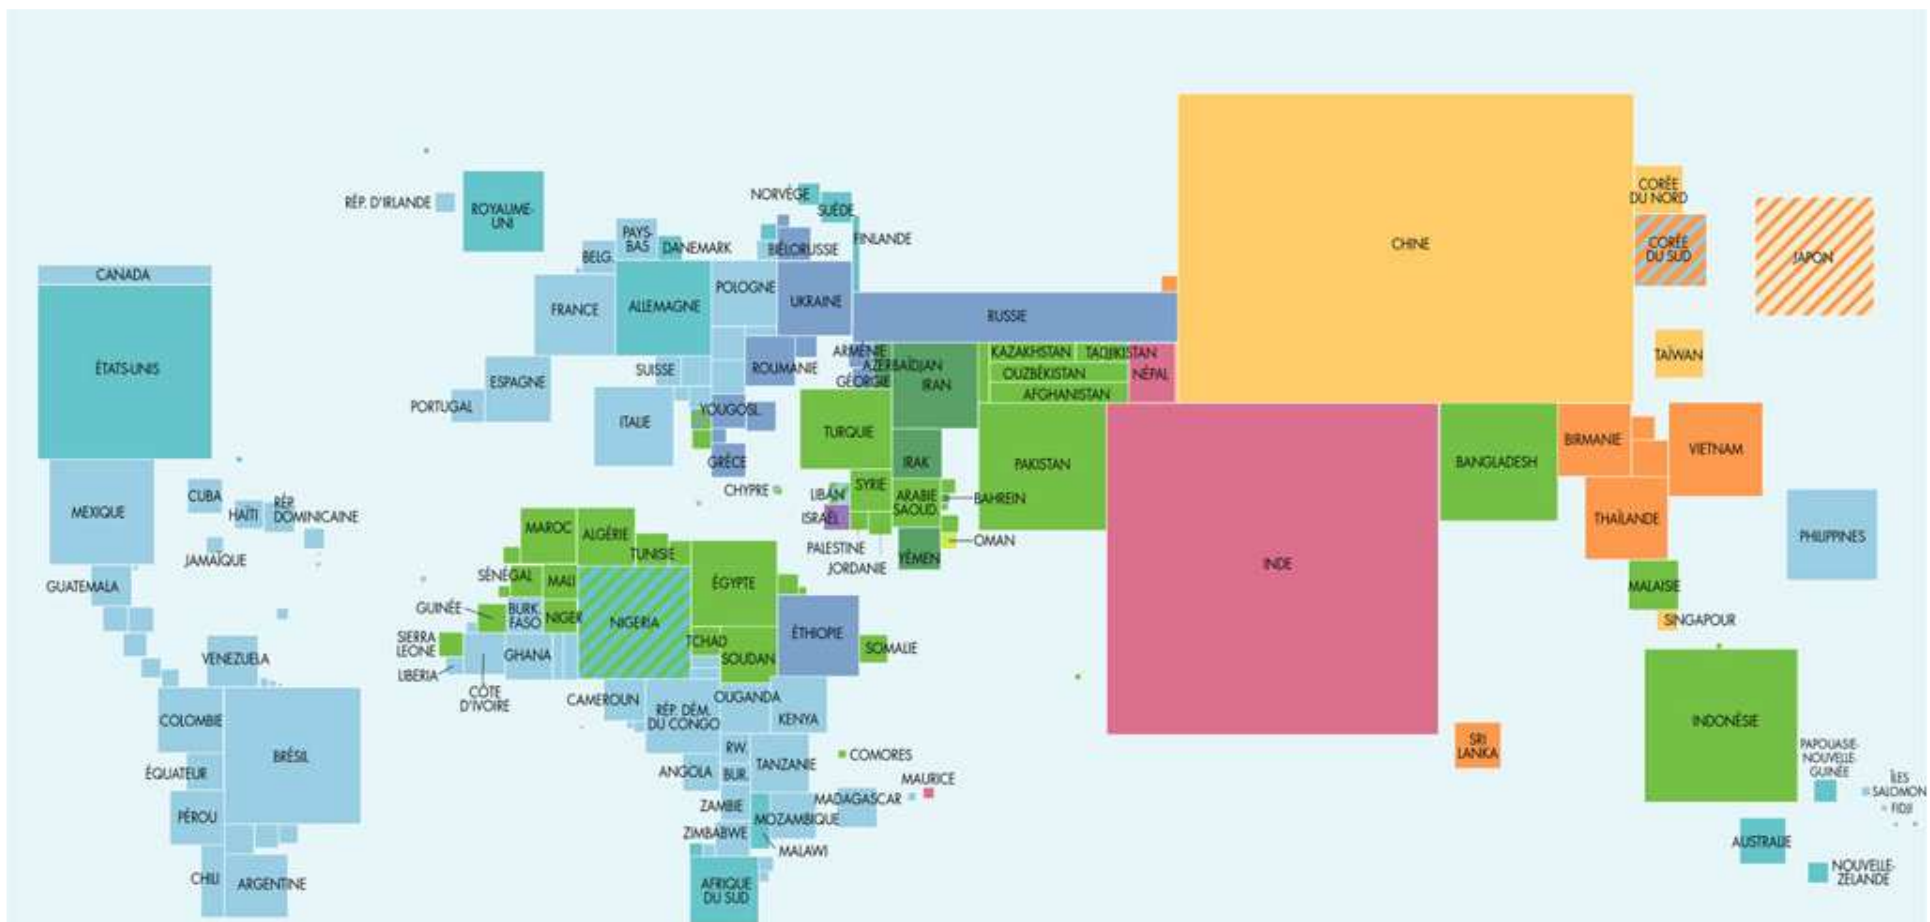 CANADA
ÉTATS-UNIS
MEXIQUE
CUBA
HAÏTI
RÉP.
DOMINICAINE
JAMAÏQUE
GUATEMALA
VENEZUELA
COLOMBIE
BRÉSIL
ÉQUATEUR
PÉROU
CHILI
ARGENTINE
RÉP. D'IRLANDE
ROYAUME-
UNI
NORVÈGE
SUÈDE
FINLANDE
PAYS-
BAS
DANEMARK
BELG.
BIÉLORUSSIE
FRANCE
ALLEMAGNE
POLOGNE
UKRAINE
RUSSIE
SUISSE
ROUMANIE
ESPAGNE
PORTUGAL
ITALIE
YOUGOSL.
GRÈCE
CHYPRE
ARMÉNIE
AZERBAÏDJAN
GÉORGIE
IRAN
KAZAKHSTAN
TADJIKISTAN
OUZBÉKISTAN
AFGHANISTAN
NÉPAL
TURQUIE
IRAK
PAKISTAN
SYRIE
LIBAN
ARABIE
SAOUD.
BAHREIN
ISRAËL
OMAN
PALESTINE
JORDANIE
YÉMEN
MAROC
ALGÉRIE
TUNISIE
ÉGYPTE
SÉNÉGAL
MALI
GUINÉE
BURK.
FASO
NIGER
NIGERIA
TCHAD
SOUDAN
ÉTHIOPIE
SOMALIE
SIERRA
LEONE
LIBERIA
CÔTE
D'IVOIRE
GHANA
CAMEROUN
RÉP. DÉM.
DU CONGO
OUGANDA
KENYA
RW.
BUR.
TANZANIE
ANGOLA
ZAMBIE
COMORES
MAURICE
MADAGASCAR
MOZAMBIQUE
ZIMBABWE
MALAWI
AFRIQUE
DU SUD
CHINE
CORÉE
DU NORD
CORÉE
DU SUD
JAPON
TAÏWAN
INDE
BANGLADESH
BIRMANIE
VIETNAM
THAÏLANDE
PHILIPPINES
MALAISIE
SINGAPOUR
SRI
LANKA
INDONÉSIE
PAPOUASIE-
NOUVELLE-
GUINÉE
ÎLES
SALOMON
FIDJI
AUSTRALIE
NOUVELLE-
ZÉLANDE